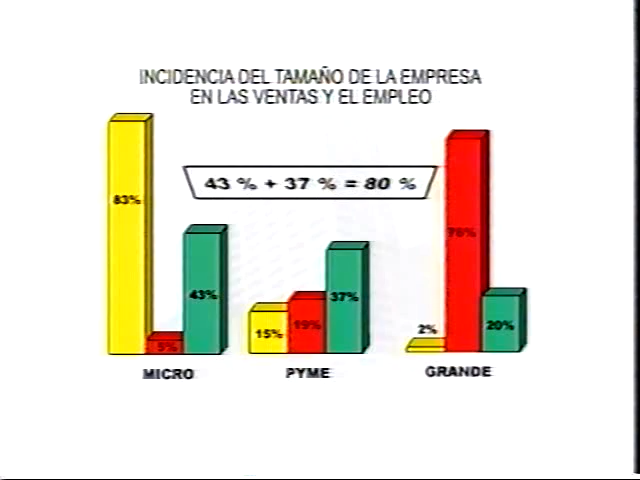 INCIDENCIA DEL TAMAÑO DE LA EMPRESA
EN LAS VENTAS Y EL EMPLEO
43 % + 37 % = 80 %
83%
5%
43%
15%
19%
37%
2%
76%
20%
MICRO
PYME
GRANDE